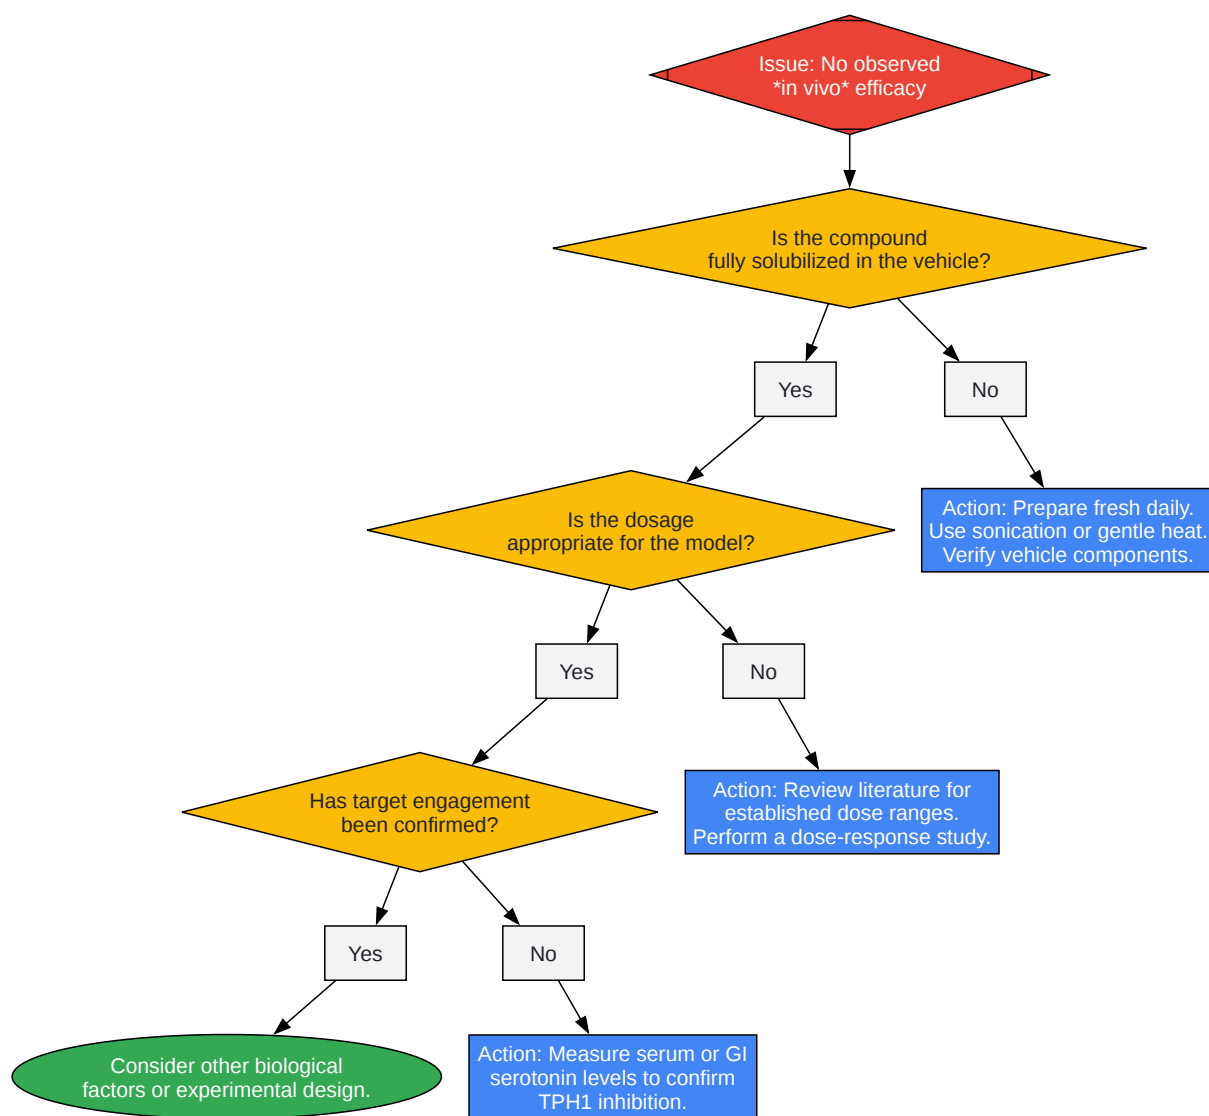 Issue: No observed
*in vivo* efficacy
Is the compound
fully solubilized in the vehicle?
Yes
No
Is the dosage
appropriate for the model?
Action: Prepare fresh daily.
Use sonication or gentle heat.
Verify vehicle components.
Yes
No
Has target engagement
been confirmed?
Action: Review literature for
established dose ranges.
Perform a dose-response study.
Yes
No
Consider other biological
factors or experimental design.
Action: Measure serum or GI
serotonin levels to confirm
TPH1 inhibition.